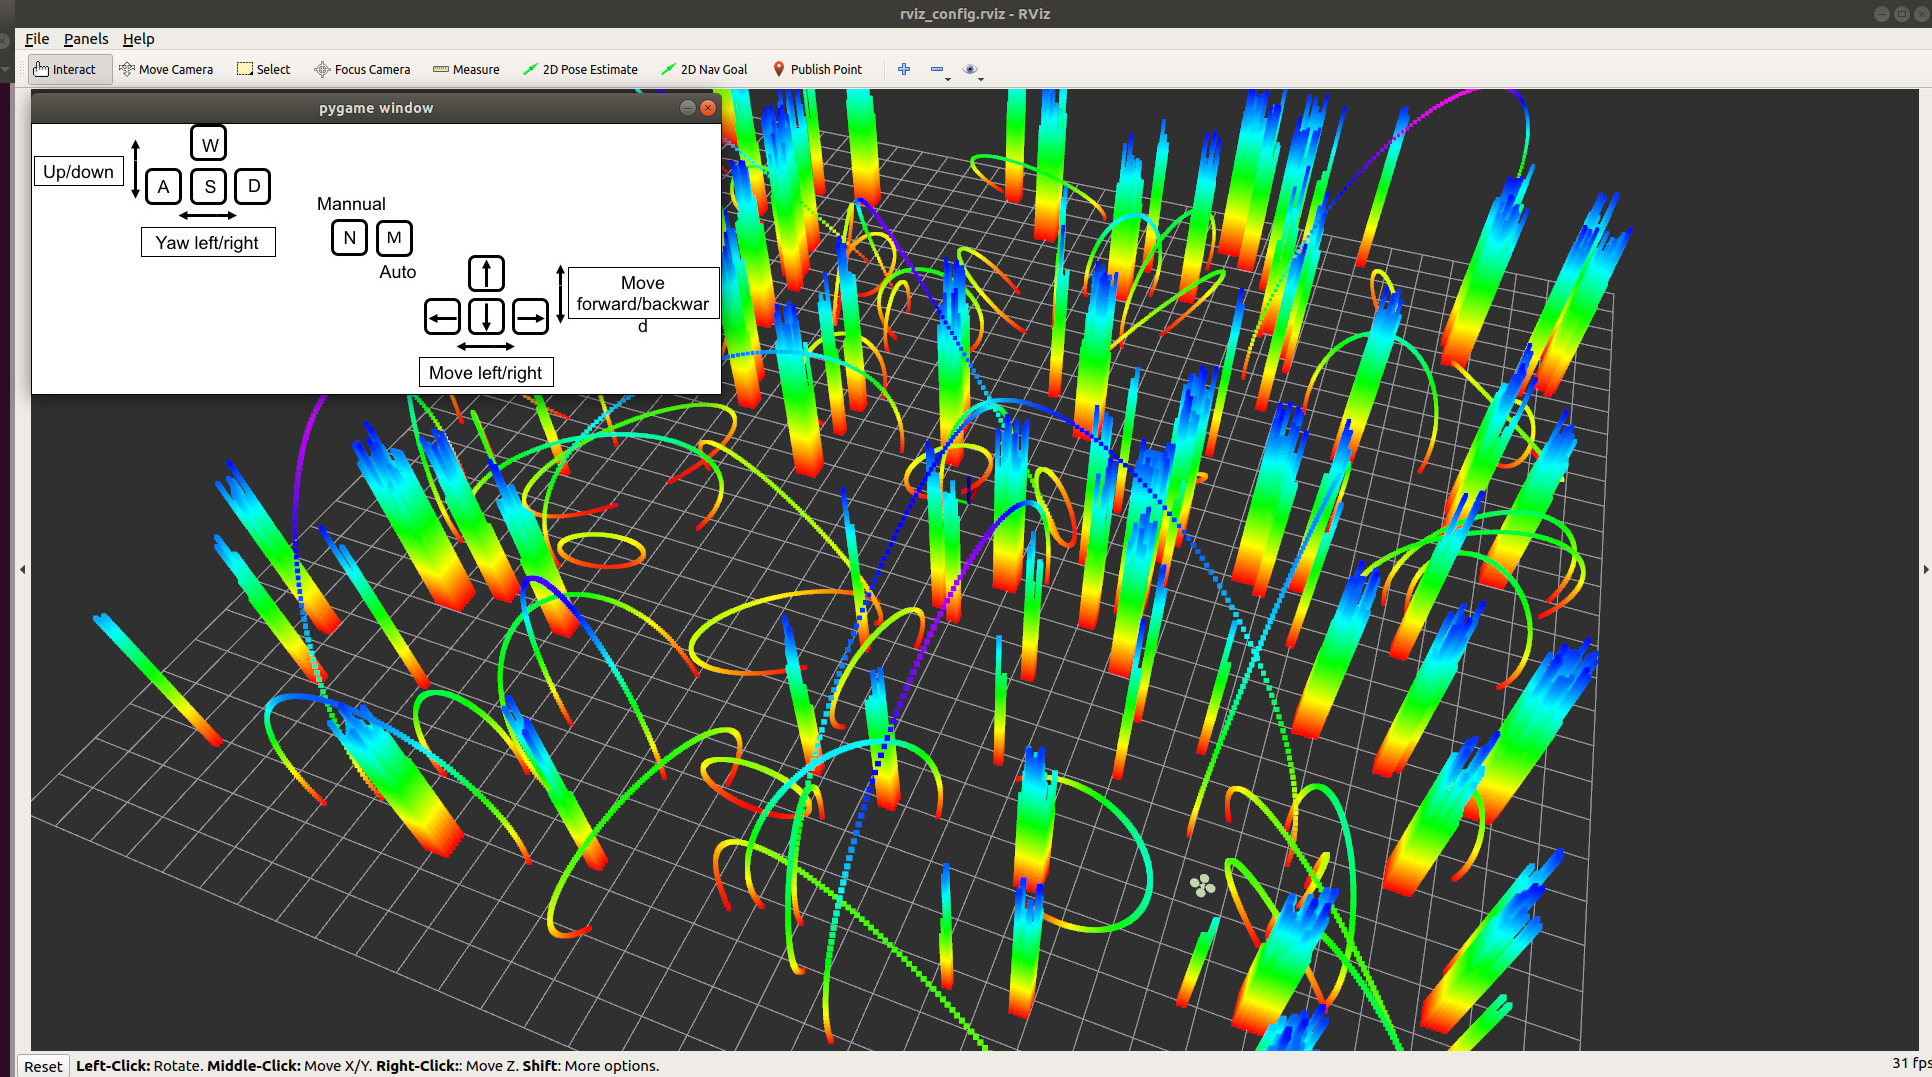 rviz_config.rviz - RViz
File Panels Help
Interact Move Camera Select Focus Camera Measure 2D Pose Estimate 2D Nav Goal Publish Point
pygame window
W
Up/down
A S D
Yaw left/right
Mannual
N M
Auto
Move
forward/backwar
d
Move left/right
Reset Left-Click: Rotate. Middle-Click: Move X/Y. Right-Click:: Move Z. Shift: More options.
31 fps